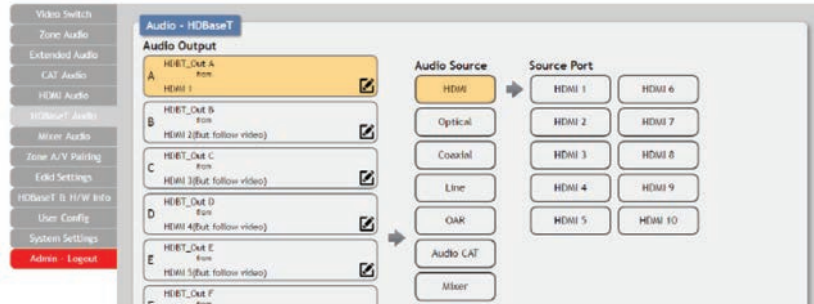 Video Switch
Zone Audio
Extended Audio
CAT Audio
HDMI Audio
HDBaseT Audio
Mixer Audio
Zone A/V Pairing
Edid Settings
HDBaseT & H/W Info
User Config
System Settings
Admin - Logout
Audio - HDBaseT
Audio Output
A
HDBT_Out A
from
HDMI 1
B
HDBT_Out B
from
HDMI 2(But follow video)
C
HDBT_Out C
from
HDMI 3(But follow video)
D
HDBT_Out D
from
HDMI 4(But follow video)
E
HDBT_Out E
from
HDMI 5(But follow video)
HDBT_Out F
Audio Source
HDMI
Optical
Coaxial
Line
OAR
Audio CAT
Mixer
Source Port
HDMI 1
HDMI 6
HDMI 2
HDMI 7
HDMI 3
HDMI 8
HDMI 4
HDMI 9
HDMI 5
HDMI 10